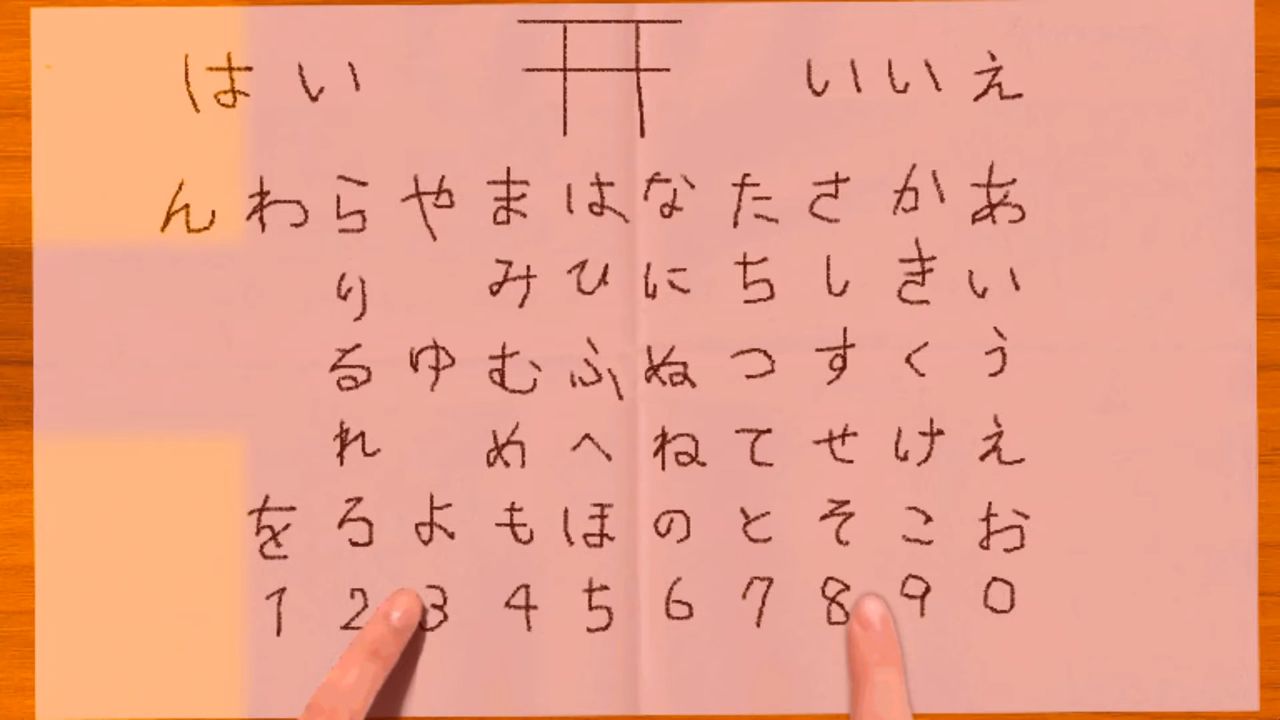 はい いいえ
ん わ ら や ま は な た さ か あ
り み ひ に ち し き い
る ゆ む ふ ぬ つ す く う
れ め へ ね て せ け え
を ろ よ も ほ の と そ こ お
1 2 3 4 5 6 7 8 9 0